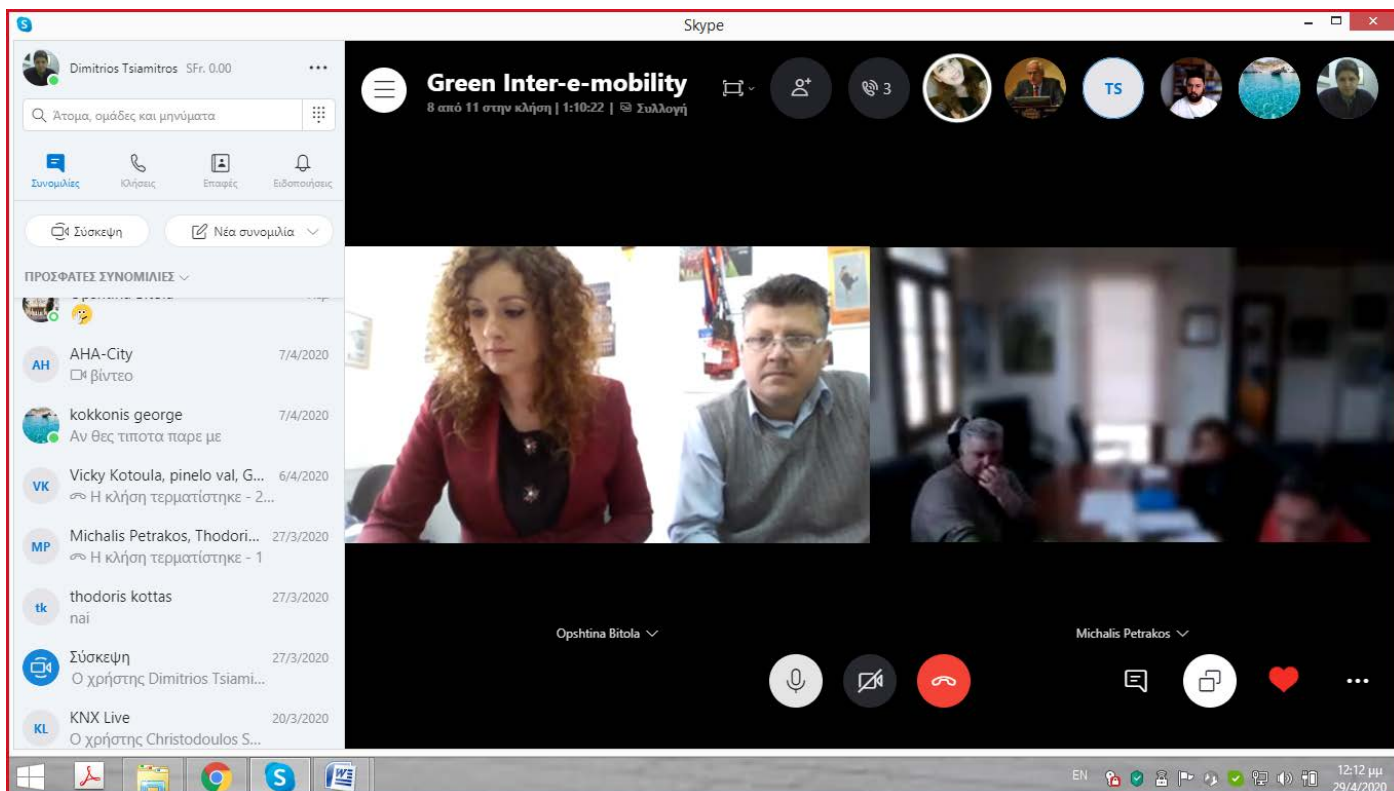 Skype
Dimitrios Tsiamitros SFr. 0.00
Άτομα, ομάδες και μηνύματα
Συνομιλίες Κλήσεις Επαφές Ειδοποιήσεις
Σύσκεψη Νέα συνομιλία
ΠΡΟΣΦΑΤΕΣ ΣΥΝΟΜΙΛΙΕΣ
AH AHA-City 7/4/2020
βίντεο
kokkonis george 7/4/2020
Αν θες τιποτα παρε με
VK Vicky Kotoula, pinelo val, G... 6/4/2020
Η κλήση τερματίστηκε - 2...
MP Michalis Petrakos, Thodori... 27/3/2020
Η κλήση τερματίστηκε - 1
tk thodoris kottas 27/3/2020
nai
Σύσκεψη 27/3/2020
Ο χρήστης Dimitrios Tsiami...
KL KNX Live 20/3/2020
Ο χρήστης Christodoulos S...
Green Inter-e-mobility
8 από 11 στην κλήση | 1:10:22 | Συλλογή
3
TS
Opshtina Bitola
Michalis Petrakos
EN
12:12 μμ
29/4/2020